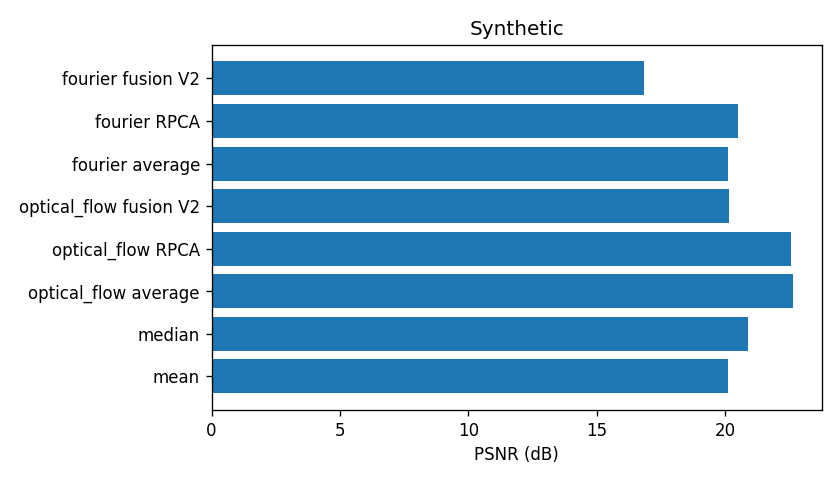 Synthetic
fourier fusion V2
fourier RPCA
fourier average
optical_flow fusion V2
optical_flow RPCA
optical_flow average
median
mean
0 5 10 15 20
PSNR (dB)